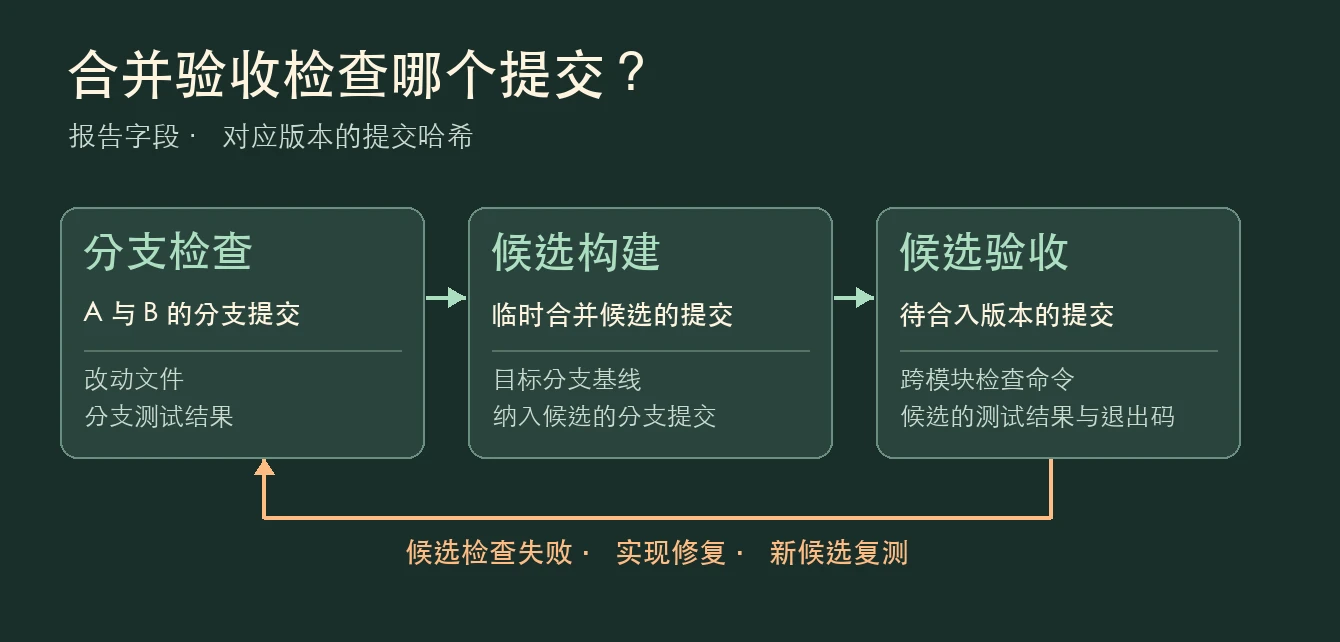 合并验收检查哪个提交？
报告字段 · 对应版本的提交哈希
分支检查
A 与 B 的分支提交
改动文件
分支测试结果
候选构建
临时合并候选的提交
目标分支基线
纳入候选的分支提交
候选验收
待合入版本的提交
跨模块检查命令
候选的测试结果与退出码
候选检查失败 · 实现修复 · 新候选复测